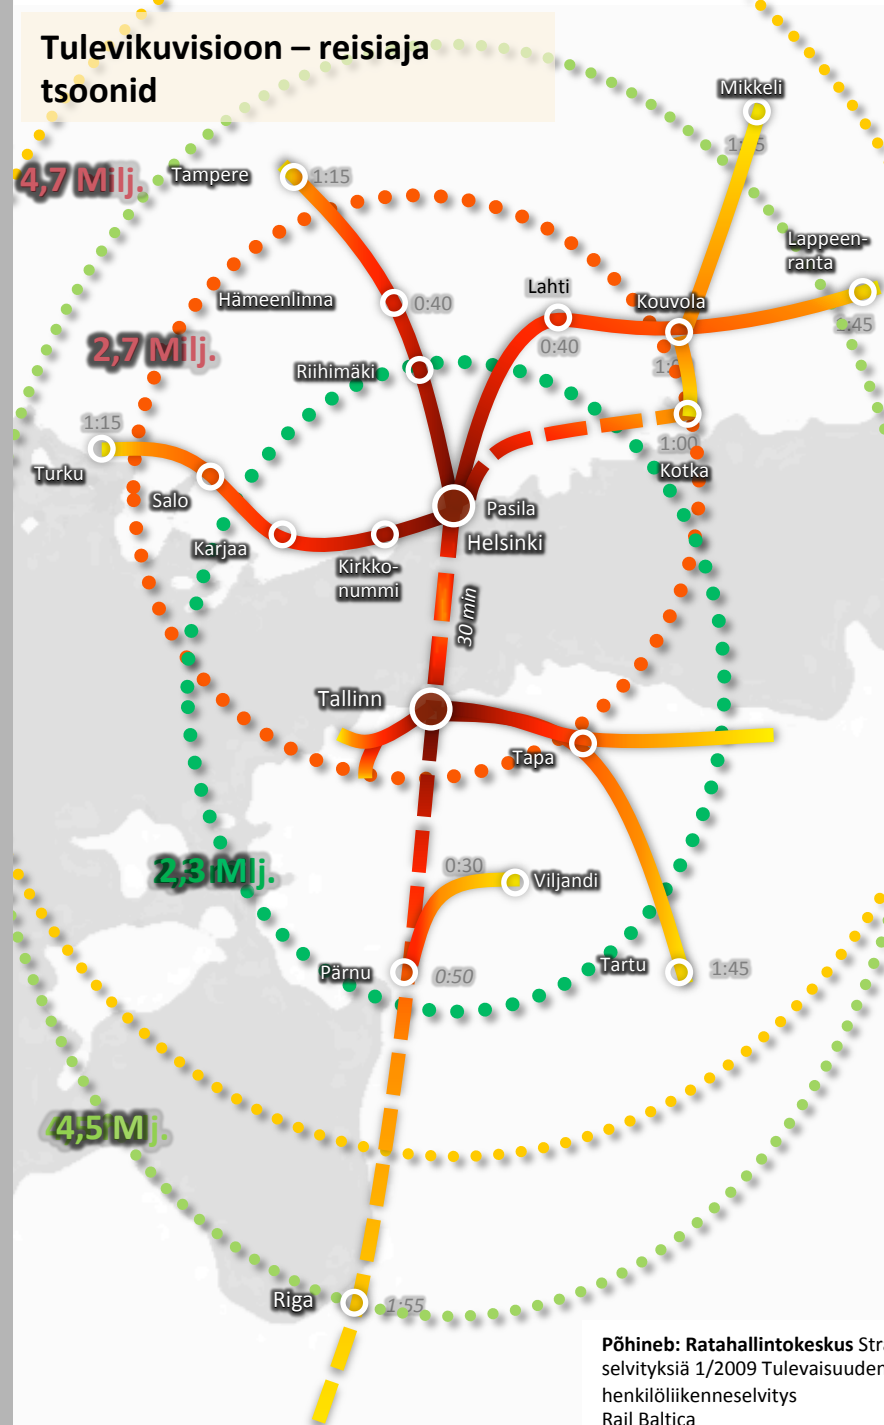 Tulevikuvisioon – reisiaja
tsoonid
Mikkeli
4,7 Milj.
Tampere
1:15
Lappeen-
ranta
Lahti
Hämeenlinna
0:40
Kouvola
1:45
0:40
2,7 Milj.
Riihimäki
1:15
1:00
Turku
Salo
Kotka
Pasila
Karjaa
Helsinki
Kirkko-
nummi
30 min
Tallinn
Tapa
2,3 Mlj.
0:30
Viljandi
Pärnu
0:50
Tartu
1:45
4,5 Mj.
Riga
1:55
Põhineb: Ratahallintokeskus
selvityksiä 1/2009 Tulevaisuuden
henkilöliikenneselvitys
Rail Baltica